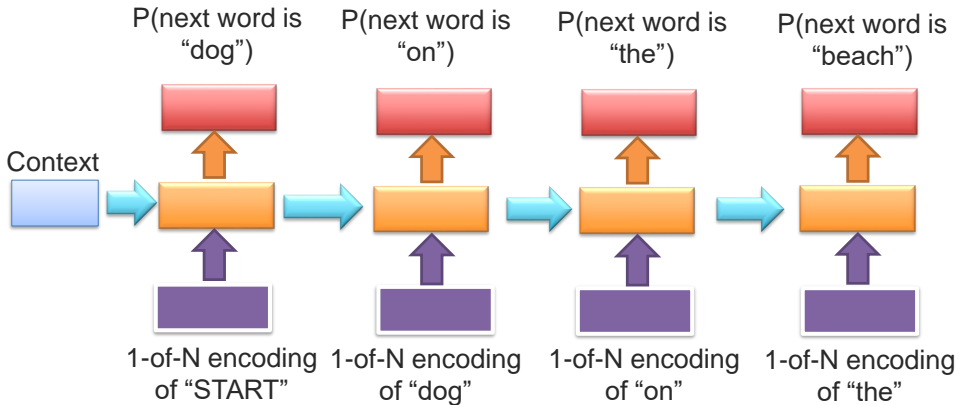 P(next word is
“dog”)
P(next word is
“on”)
P(next word is
“the”)
P(next word is
“beach”)
Context
1-of-N encoding
of “START”
1-of-N encoding
of “dog”
1-of-N encoding
of “on”
1-of-N encoding
of “the”